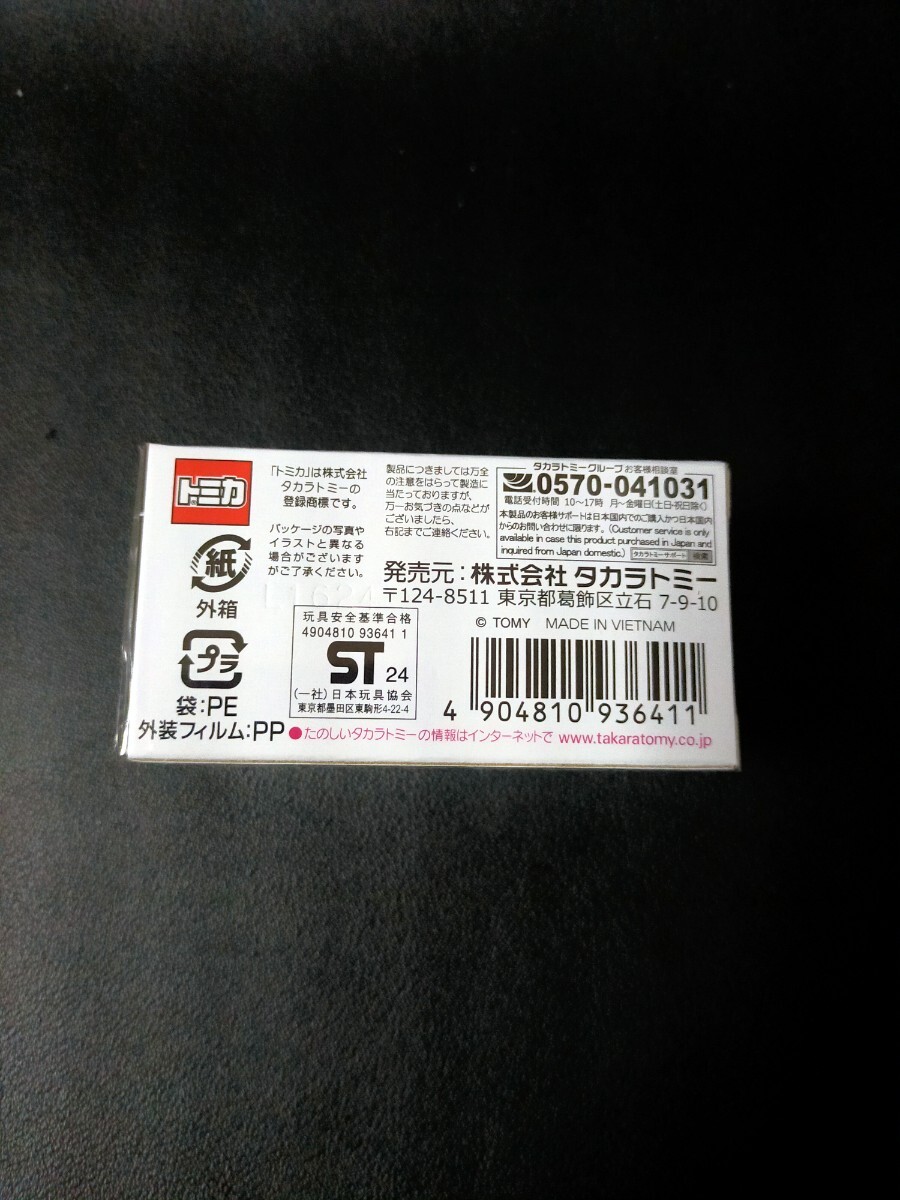 トミカ
「トミカ」は株式会社
タカラトミーの
登録商標です。
パッケージの写真や
イラストと異なる
場合がございます
がご了承ください。
製品につきましては万全
の注意をはらって製造に
当たっておりますが、
万一お気づきの点などが
ございましたら、
右記までご連絡ください。
タカラトミーグループ お客様相談室
0570-041031
電話受付時間 10〜17時 月〜金曜日(土日・祝日除く)
本製品のお客様サポートは日本国内でのご購入かつ日本国内
からのお問い合わせに限ります。(Customer service is only
available in case this product purchased in Japan and
inquired from Japan domestic.) タカラトミーサポート 検索
発売元:株式会社 タカラトミー
〒124-8511 東京都葛飾区立石 7-9-10
© TOMY MADE IN VIETNAM
紙
外箱
プラ
袋:PE
外装フィルム:PP
玩具安全基準合格
4904810 93641 1
ST 24
(一社)日本玩具協会
東京都墨田区東駒形4-22-4
4 904810 936411
●たのしいタカラトミーの情報はインターネットで www.takaratomy.co.jp